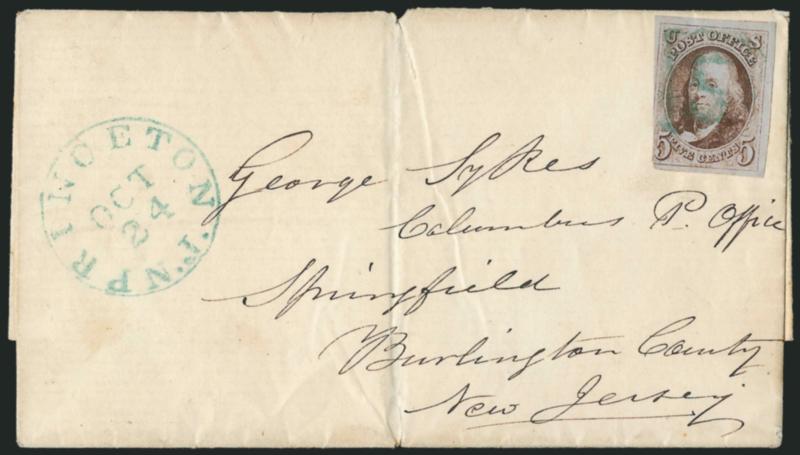 PRINCETON N.J.
OCT
24
U S
POST OFFICE
FIVE CENTS
5 5
George Sykes
Columbus P. Office
Springfield
Burlington County
New Jersey